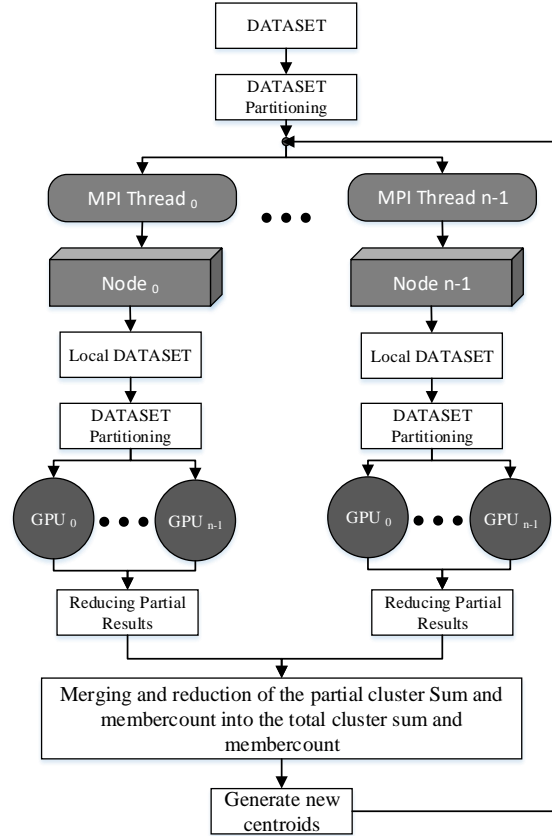 DATASET
DATASET
Partitioning
MPI Thread 0
MPI Thread n-1
Node 0
Node n-1
Local DATASET
Local DATASET
DATASET
Partitioning
DATASET
Partitioning
GPU 0
GPU n-1
GPU 0
GPU n-1
Reducing Partial
Results
Reducing Partial
Results
Merging and reduction of the partial cluster Sum and
membercount into the total cluster sum and
membercount
Generate new
centroids